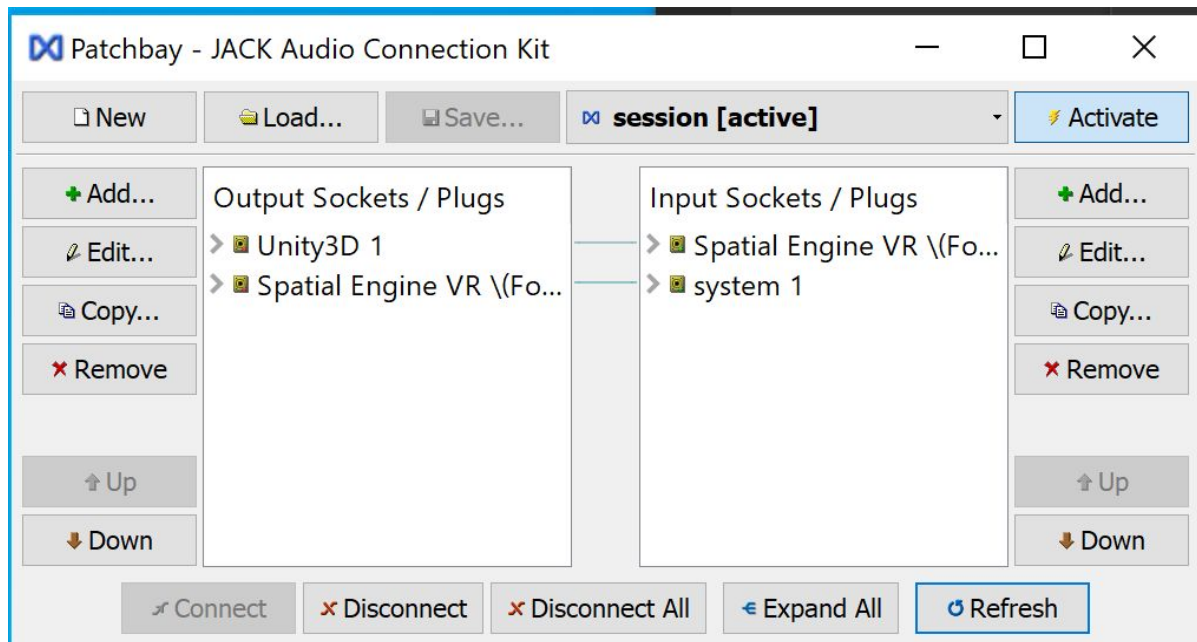 Patchbay - JACK Audio Connection Kit
New
Load...
Save...
session [active]
Activate
Add...
Edit...
Copy...
Remove
Up
Down
Output Sockets / Plugs
Unity3D 1
Spatial Engine VR \(Fo...
Input Sockets / Plugs
Spatial Engine VR \(Fo...
system 1
Add...
Edit...
Copy...
Remove
Up
Down
Connect
Disconnect
Disconnect All
Expand All
Refresh